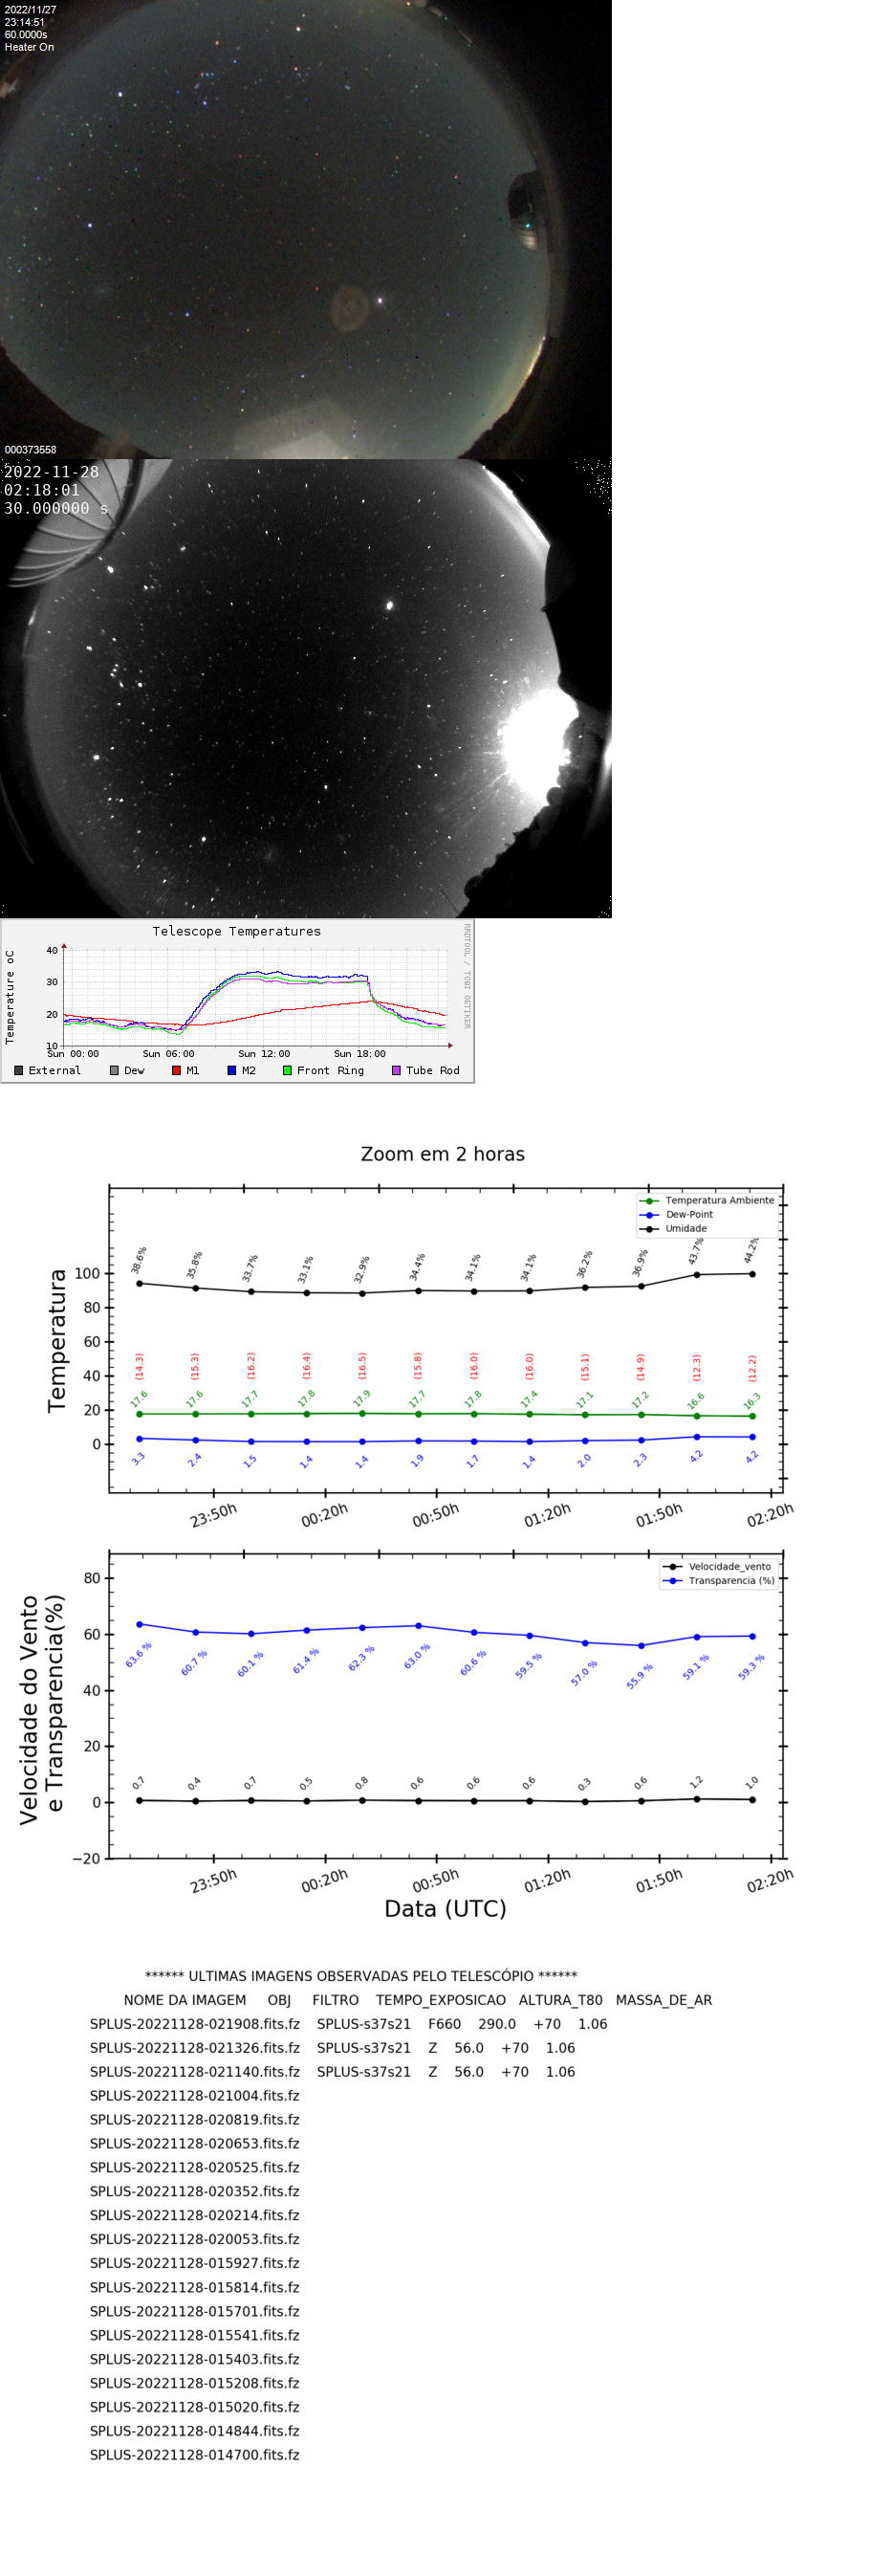 2022/11/27
23:14:51
60.0000s
Heater On
000373558
2022-11-28
02:18:01
30.000000 s
Telescope Temperatures
RRDTOOL / TOBI OETIKER
Temperature oC
40
30
20
10
Sun 00:00 Sun 06:00 Sun 12:00 Sun 18:00
External Dew M1 M2 Front Ring Tube Rod
Zoom em 2 horas
Temperatura Ambiente
Dew-Point
Umidade
Temperatura
100
80
60
40
20
0
38.6% 35.8% 33.7% 33.1% 32.9% 34.4% 34.1% 34.1% 36.2% 36.9% 43.7% 44.2%
(14.3) (15.3) (16.2) (16.4) (16.5) (15.8) (16.0) (16.0) (15.1) (14.9) (12.3) (12.2)
17.6 17.6 17.7 17.8 17.9 17.7 17.8 17.4 17.1 17.2 16.6 16.3
3.3 2.4 1.5 1.4 1.4 1.9 1.7 1.4 2.0 2.3 4.2 4.2
23:50h 00:20h 00:50h 01:20h 01:50h 02:20h
Velocidade_vento
Transparencia (%)
Velocidade do Vento
e Transparencia(%)
80
60
40
20
0
−20
63.6 % 60.7 % 60.1 % 61.4 % 62.3 % 63.0 % 60.6 % 59.5 % 57.0 % 55.9 % 59.1 % 59.3 %
0.7 0.4 0.7 0.5 0.8 0.6 0.6 0.6 0.3 0.6 1.2 1.0
23:50h 00:20h 00:50h 01:20h 01:50h 02:20h
Data (UTC)
****** ULTIMAS IMAGENS OBSERVADAS PELO TELESCÓPIO ******
NOME DA IMAGEM OBJ FILTRO TEMPO_EXPOSICAO ALTURA_T80 MASSA_DE_AR
SPLUS-20221128-021908.fits.fz SPLUS-s37s21 F660 290.0 +70 1.06
SPLUS-20221128-021326.fits.fz SPLUS-s37s21 Z 56.0 +70 1.06
SPLUS-20221128-021140.fits.fz SPLUS-s37s21 Z 56.0 +70 1.06
SPLUS-20221128-021004.fits.fz
SPLUS-20221128-020819.fits.fz
SPLUS-20221128-020653.fits.fz
SPLUS-20221128-020525.fits.fz
SPLUS-20221128-020352.fits.fz
SPLUS-20221128-020214.fits.fz
SPLUS-20221128-020053.fits.fz
SPLUS-20221128-015927.fits.fz
SPLUS-20221128-015814.fits.fz
SPLUS-20221128-015701.fits.fz
SPLUS-20221128-015541.fits.fz
SPLUS-20221128-015403.fits.fz
SPLUS-20221128-015208.fits.fz
SPLUS-20221128-015020.fits.fz
SPLUS-20221128-014844.fits.fz
SPLUS-20221128-014700.fits.fz